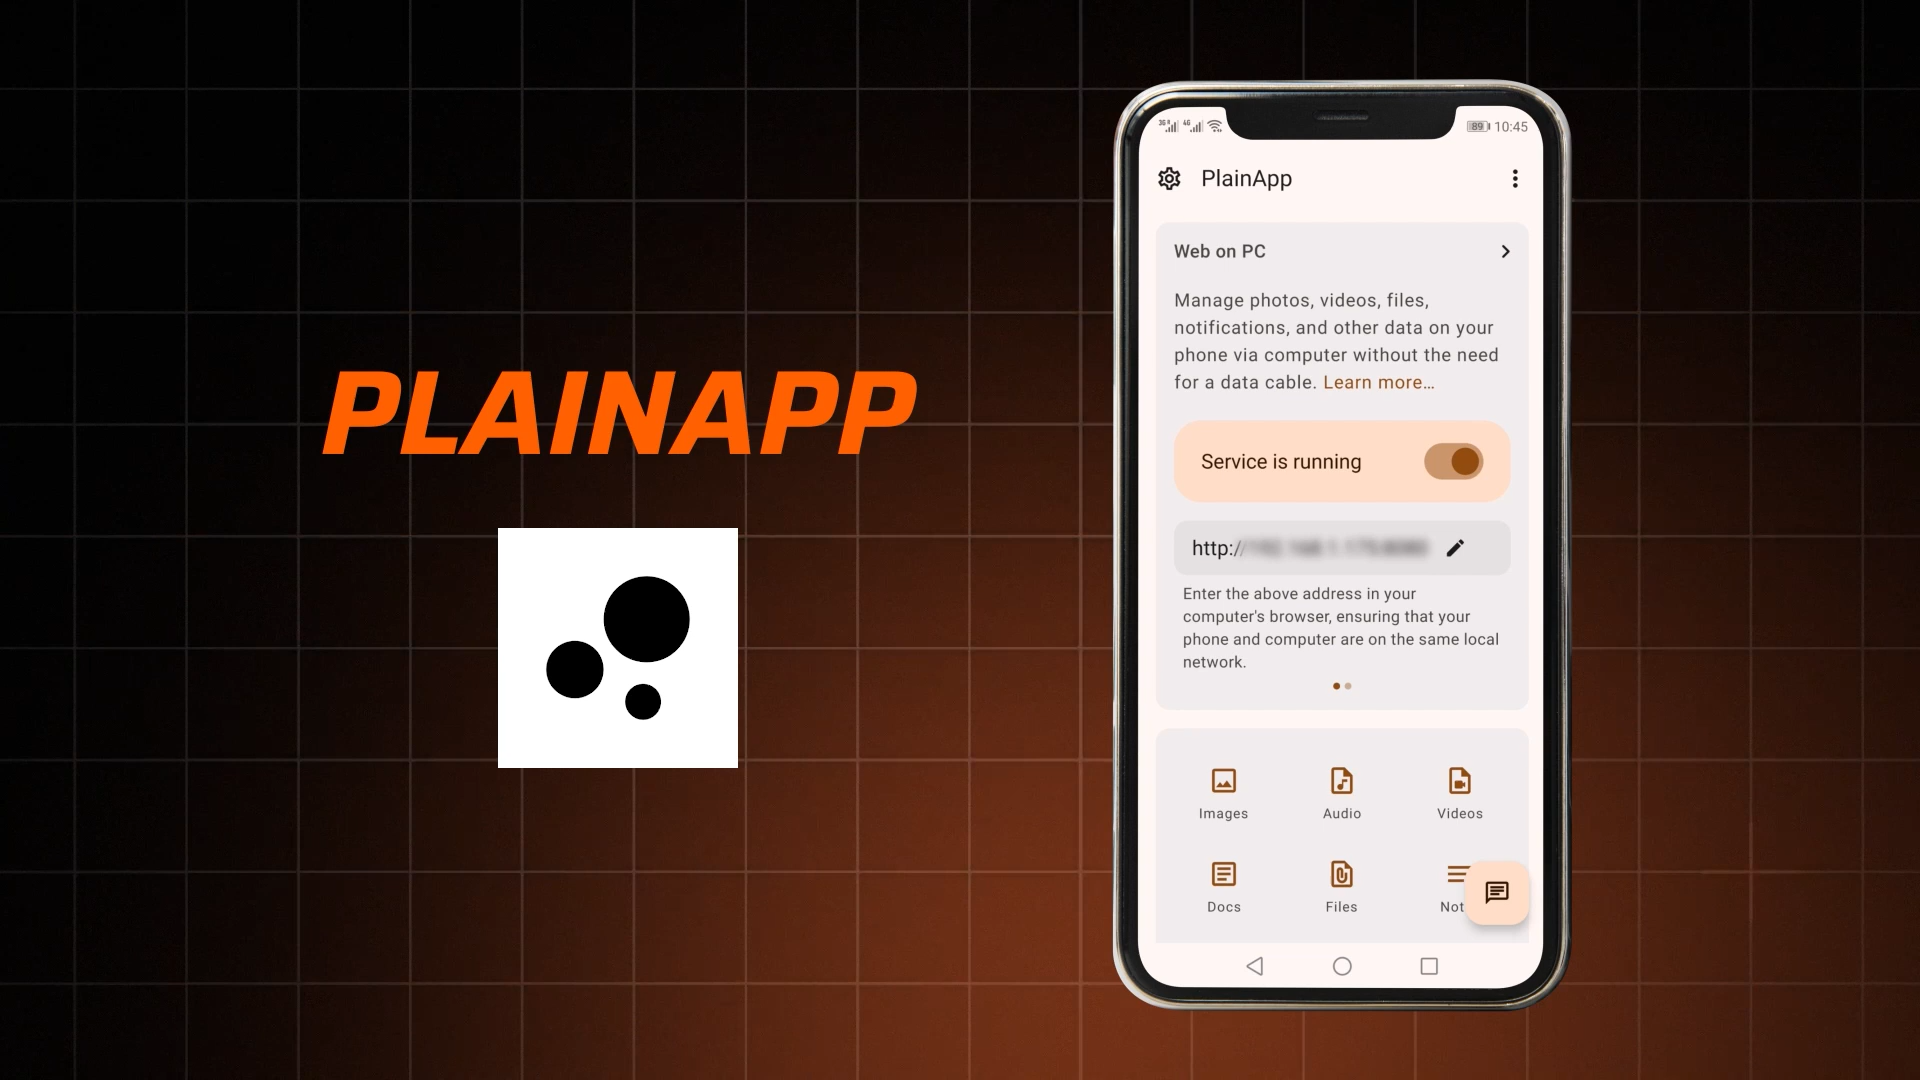 PLAINAPP
3G 4G 89 10:45
PlainApp
Web on PC
Manage photos, videos, files,
notifications, and other data on your
phone via computer without the need
for a data cable. Learn more...
Service is running
http://
Enter the above address in your
computer's browser, ensuring that your
phone and computer are on the same local
network.
Images Audio Videos
Docs Files Not